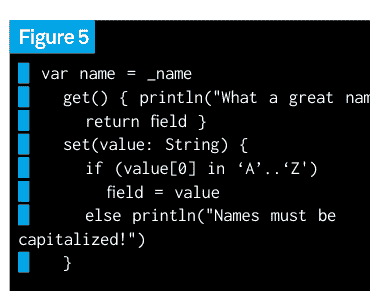 Figure 5
var name = _name
get() { println("What a great nam
return field }
set(value: String) {
if (value[0] in ‘A’..‘Z')
field = value
else println("Names must be
capitalized!")
}